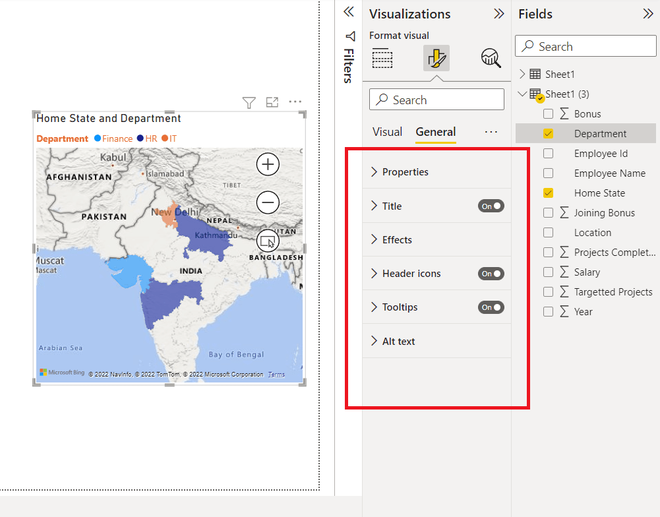 Visualizations
Fields
Format visual
Filters
Search
Search
Visual
General
Properties
Title
On
Effects
Header icons
On
Tooltips
On
Alt text
Sheet1
Sheet1 (3)
Bonus
Department
Employee Id
Employee Name
Home State
Joining Bonus
Location
Projects Complet...
Salary
Targetted Projects
Year
Home State and Department
Department Finance HR IT
Kabul
Islamabad
AFGHANISTAN
TIBET
New Delhi
PAKISTAN
NEPAL
Kathmandu
UTAN
BANGLADESH
Muscat
Mascat
INDIA
Arabian Sea
Bay of Bengal
Microsoft Bing
© 2022 NavInfo, © 2022 TomTom, © 2022 Microsoft Corporation Terms